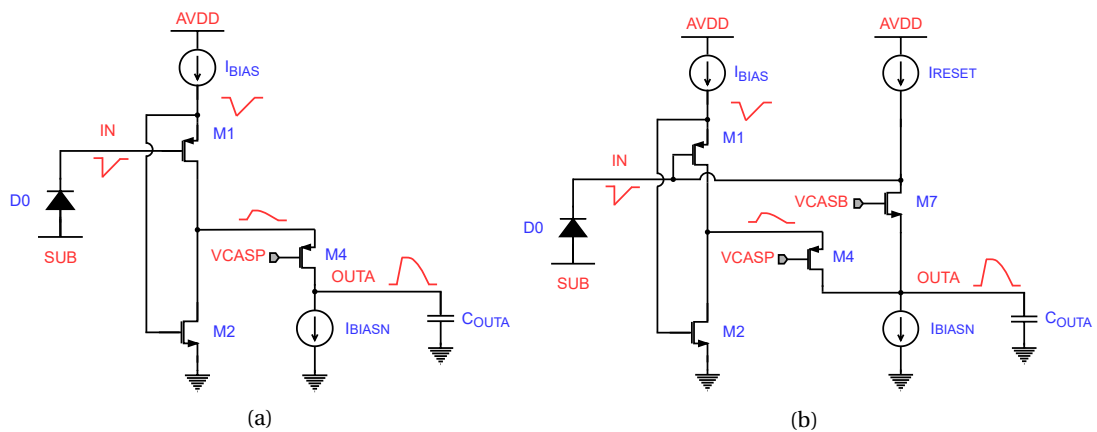 AVDD
IBIAS
IN
M1
D0
SUB
VCASP
M4
OUTA
M2
IBIASN
COUTA
(a)
AVDD
AVDD
IBIAS
IRESET
IN
M1
D0
SUB
VCASB
M7
VCASP
M4
OUTA
M2
IBIASN
COUTA
(b)